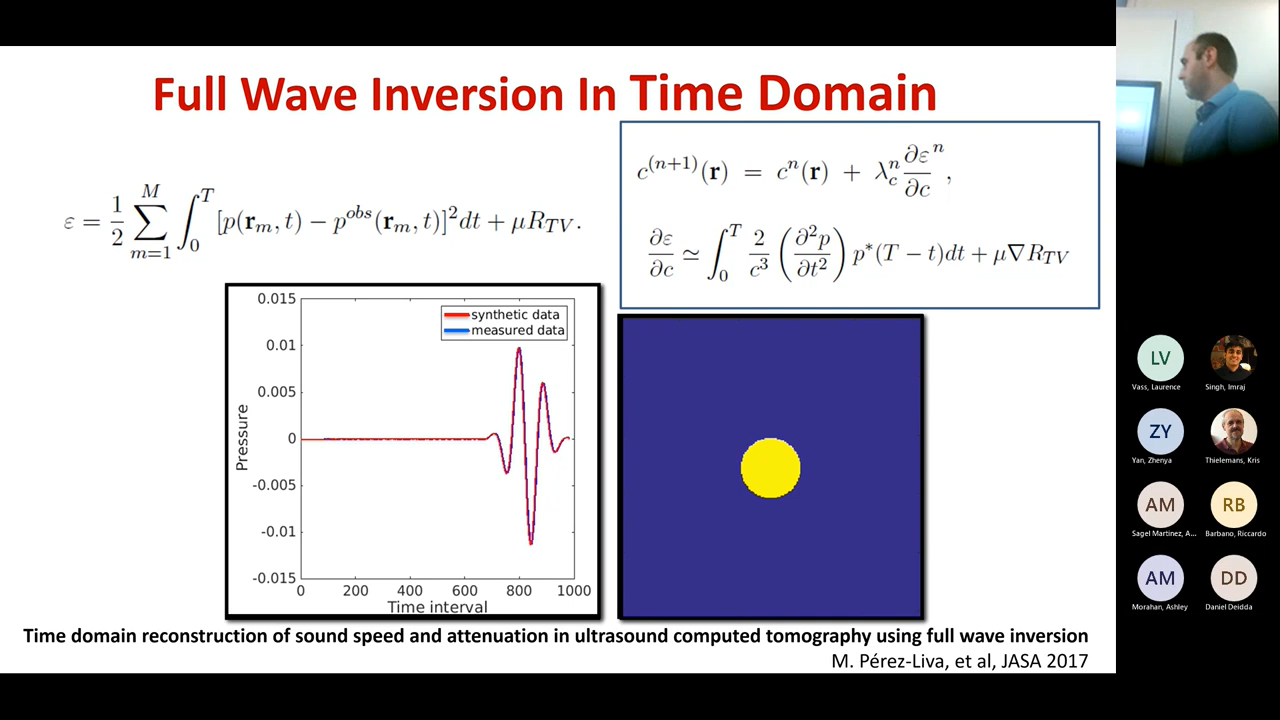 Full Wave Inversion In Time Domain
ε = 1/2 ∑_{m=1}^{M} ∫_0^T [p(r_m, t) − p^{obs}(r_m, t)]^2 dt + μR_{TV}.
c^{(n+1)}(r) = c^n(r) + λ_c^n ∂ε/∂c^n,
∂ε/∂c ≃ ∫_0^T 2/c^3 (∂^2p/∂t^2) p*(T − t)dt + μ∇R_{TV}
0.015
0.01
0.005
0
-0.005
-0.01
-0.015
Pressure
synthetic data
measured data
0 200 400 600 800 1000
Time interval
Time domain reconstruction of sound speed and attenuation in ultrasound computed tomography using full wave inversion
M. Pérez-Liva, et al, JASA 2017
LV
Vass, Laurence
Singh, Imraj
ZY
Yan, Zhenya
Thielemans, Kris
AM
Sagel Martinez, A...
RB
Barbano, Riccardo
AM
Morahan, Ashley
DD
Daniel Deidda